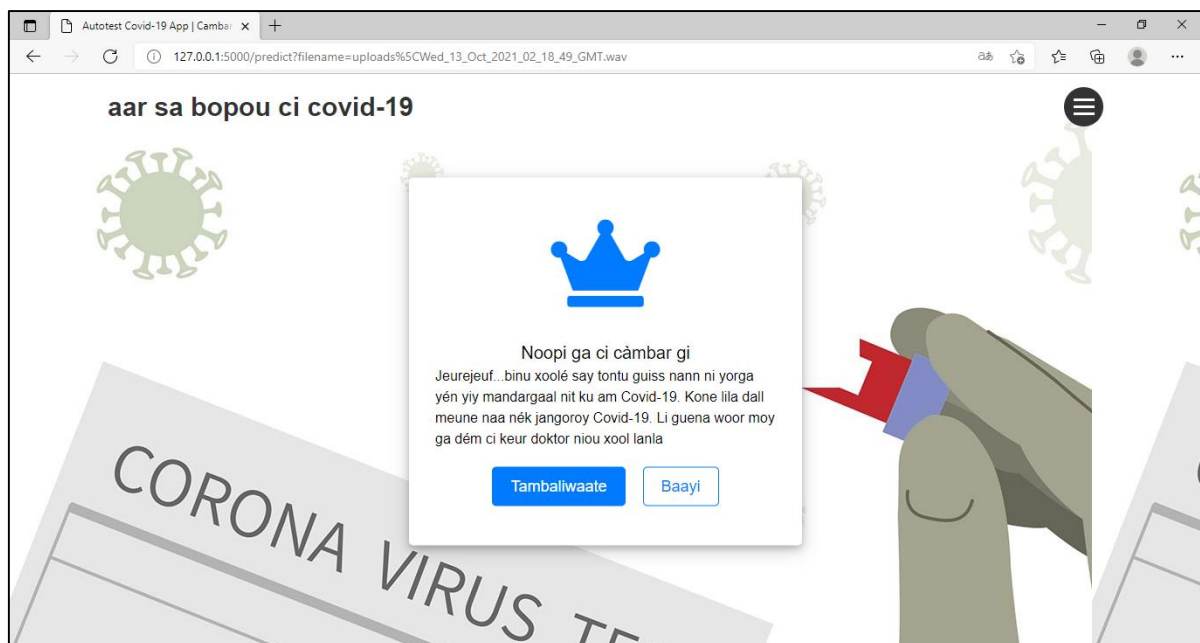 Autotest Covid-19 App | Cambar
127.0.0.1:5000/predict?filename=uploads%5CWed_13_Oct_2021_02_18_49_GMT.wav
aあ
aar sa bopou ci covid-19
Noopi ga ci càmbar gi
Jeurejeuf...binu xoolé say tontu guiss nann ni yorga
yén yiy mandargaal nit ku am Covid-19. Kone lila dall
meune naa nék jangoroy Covid-19. Li guena woor moy
ga dém ci keur doktor niou xool lanla
Tambaliwaate
Baayi
CORONA VIRUS TE